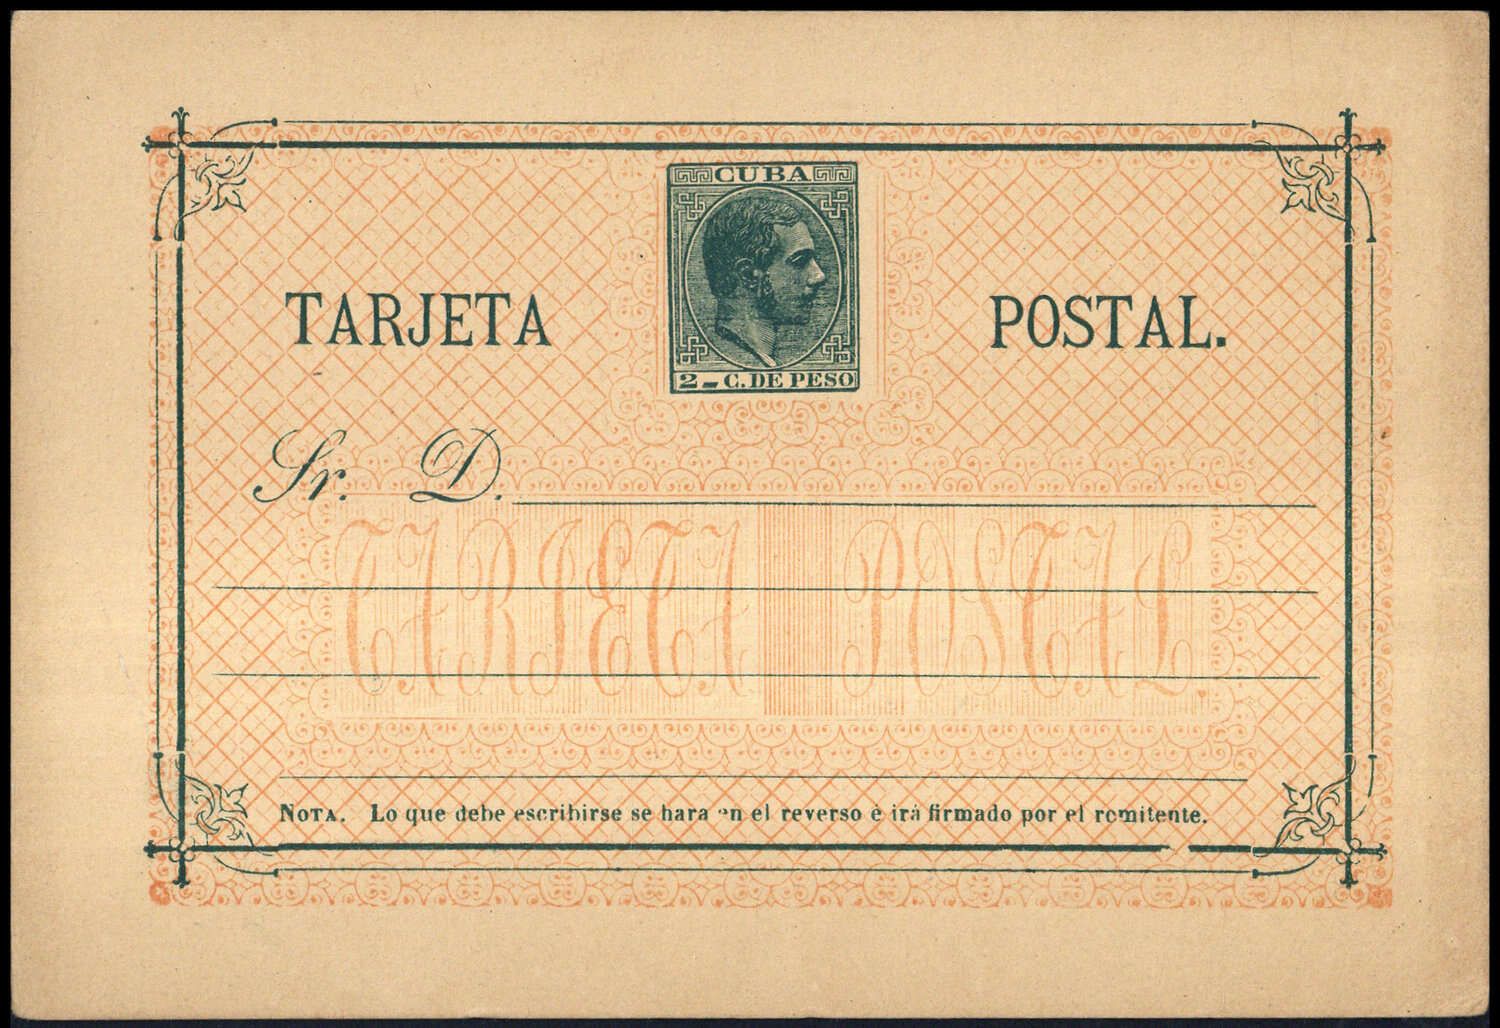 CUBA
2 - C. DE PESO
TARJETA POSTAL.
Sr. D.
TARJETA POSTAL.
NOTA. Lo que debe escribirse se hara en el reverso è irá firmado por el remitente.